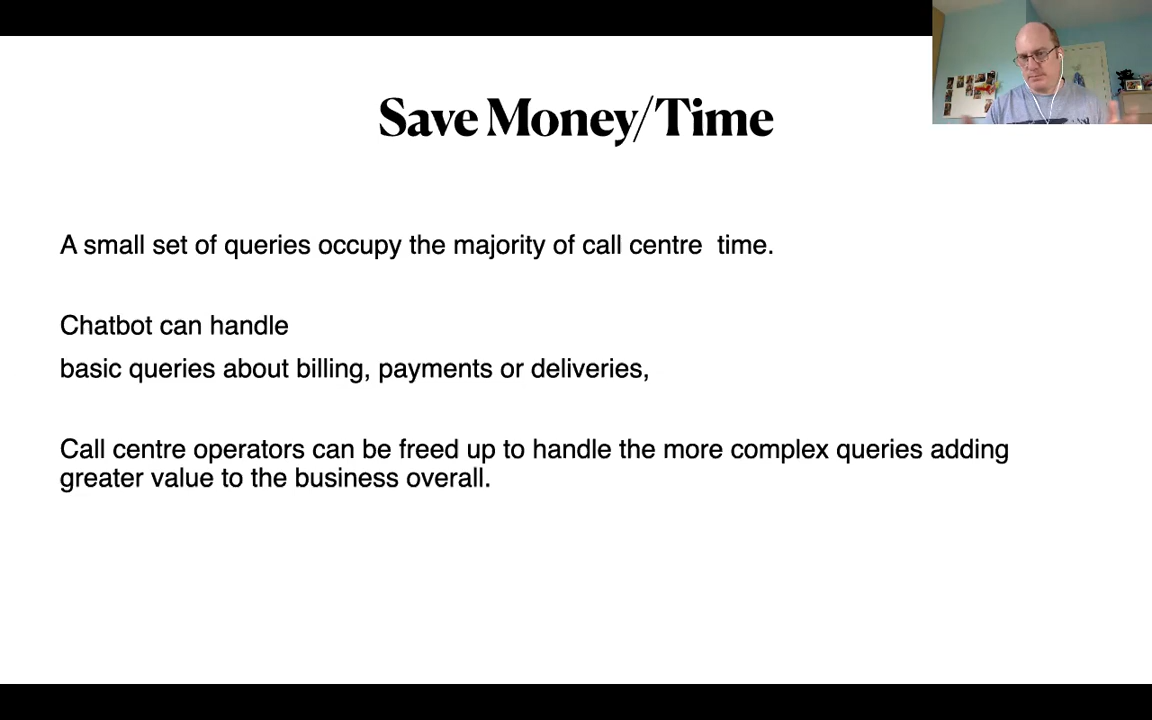 Save Money/Time
A small set of queries occupy the majority of call centre  time.
Chatbot can handle
basic queries about billing, payments or deliveries,
Call centre operators can be freed up to handle the more complex queries adding
greater value to the business overall.